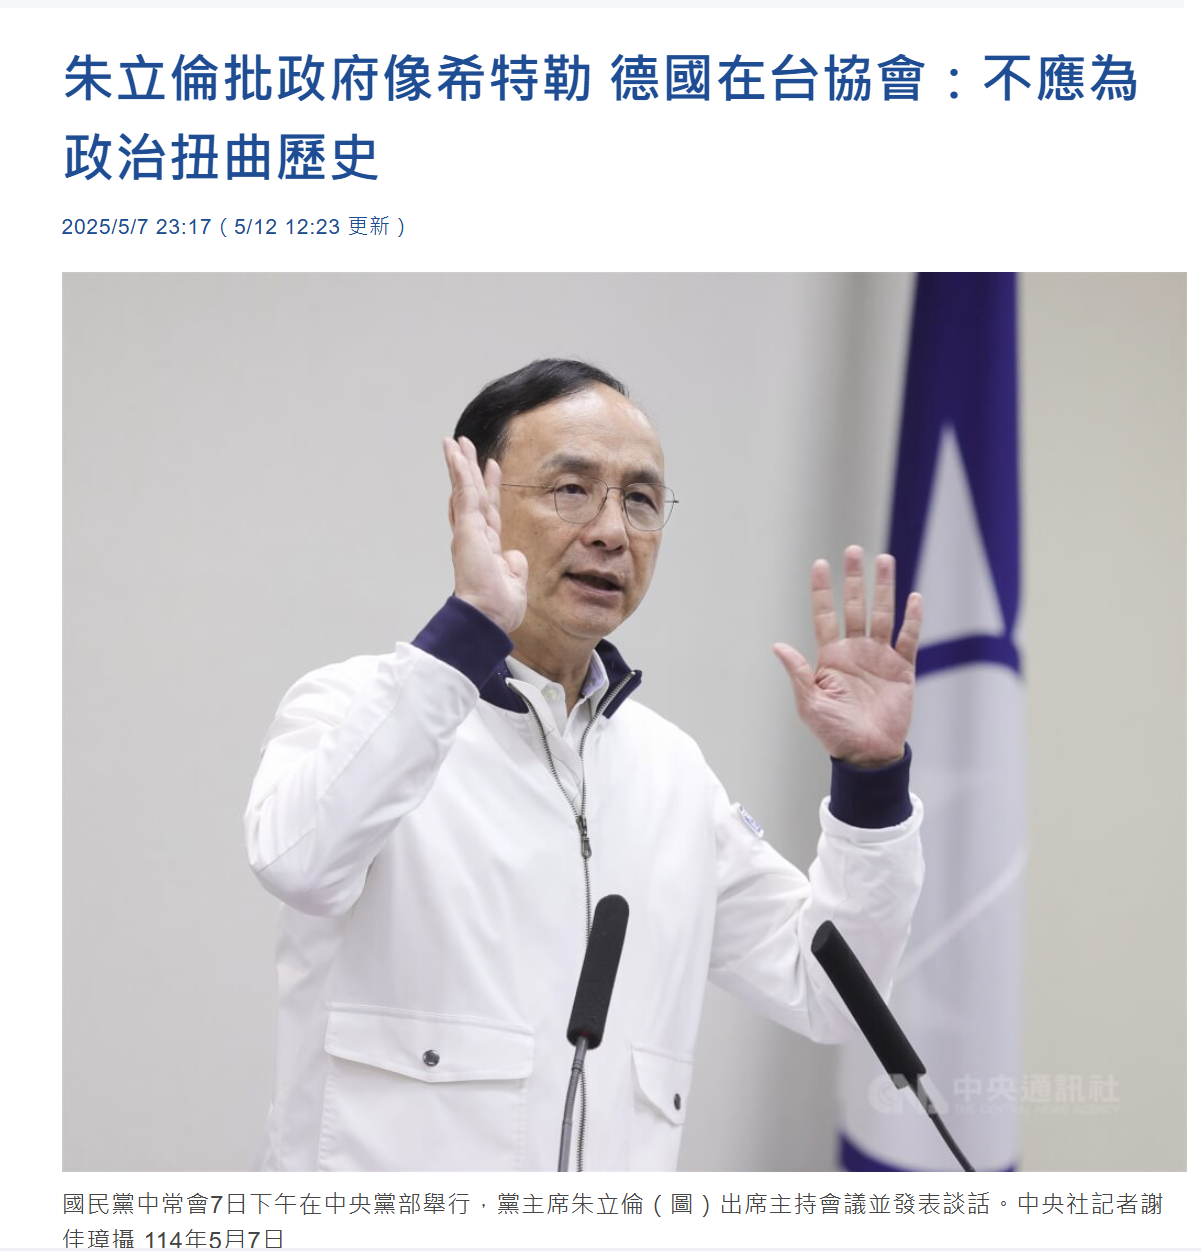 朱立倫批政府像希特勒 德國在台協會：不應為
政治扭曲歷史
2025/5/7 23:17（5/12 12:23 更新）
中央通訊社
THE CENTRAL NEWS AGENCY
國民黨中常會7日下午在中央黨部舉行，黨主席朱立倫（圖）出席主持會議並發表談話。中央社記者謝
佳璋攝 114年5月7日